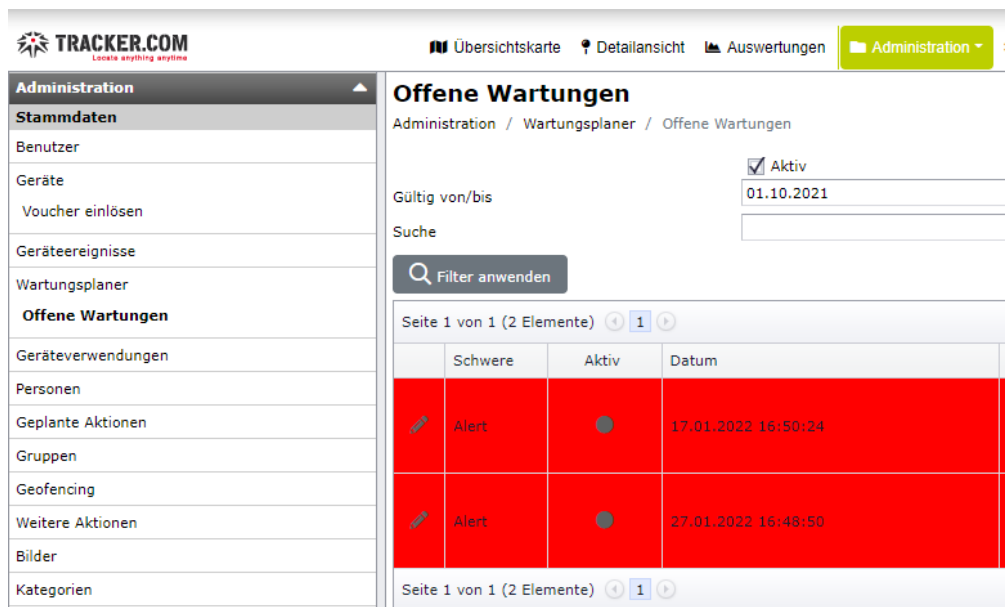 TRACKER.COM
Locate anything anytime
Übersichtskarte Detailansicht Auswertungen Administration
Administration
Stammdaten
Benutzer
Geräte
Voucher einlösen
Geräteereignisse
Wartungsplaner
Offene Wartungen
Geräteverwendungen
Personen
Geplante Aktionen
Gruppen
Geofencing
Weitere Aktionen
Bilder
Kategorien
Offene Wartungen
Administration / Wartungsplaner / Offene Wartungen
Aktiv
Gültig von/bis 01.10.2021
Suche
Filter anwenden
Seite 1 von 1 (2 Elemente) 1
Schwere Aktiv Datum
Alert 17.01.2022 16:50:24
Alert 27.01.2022 16:48:50
Seite 1 von 1 (2 Elemente) 1